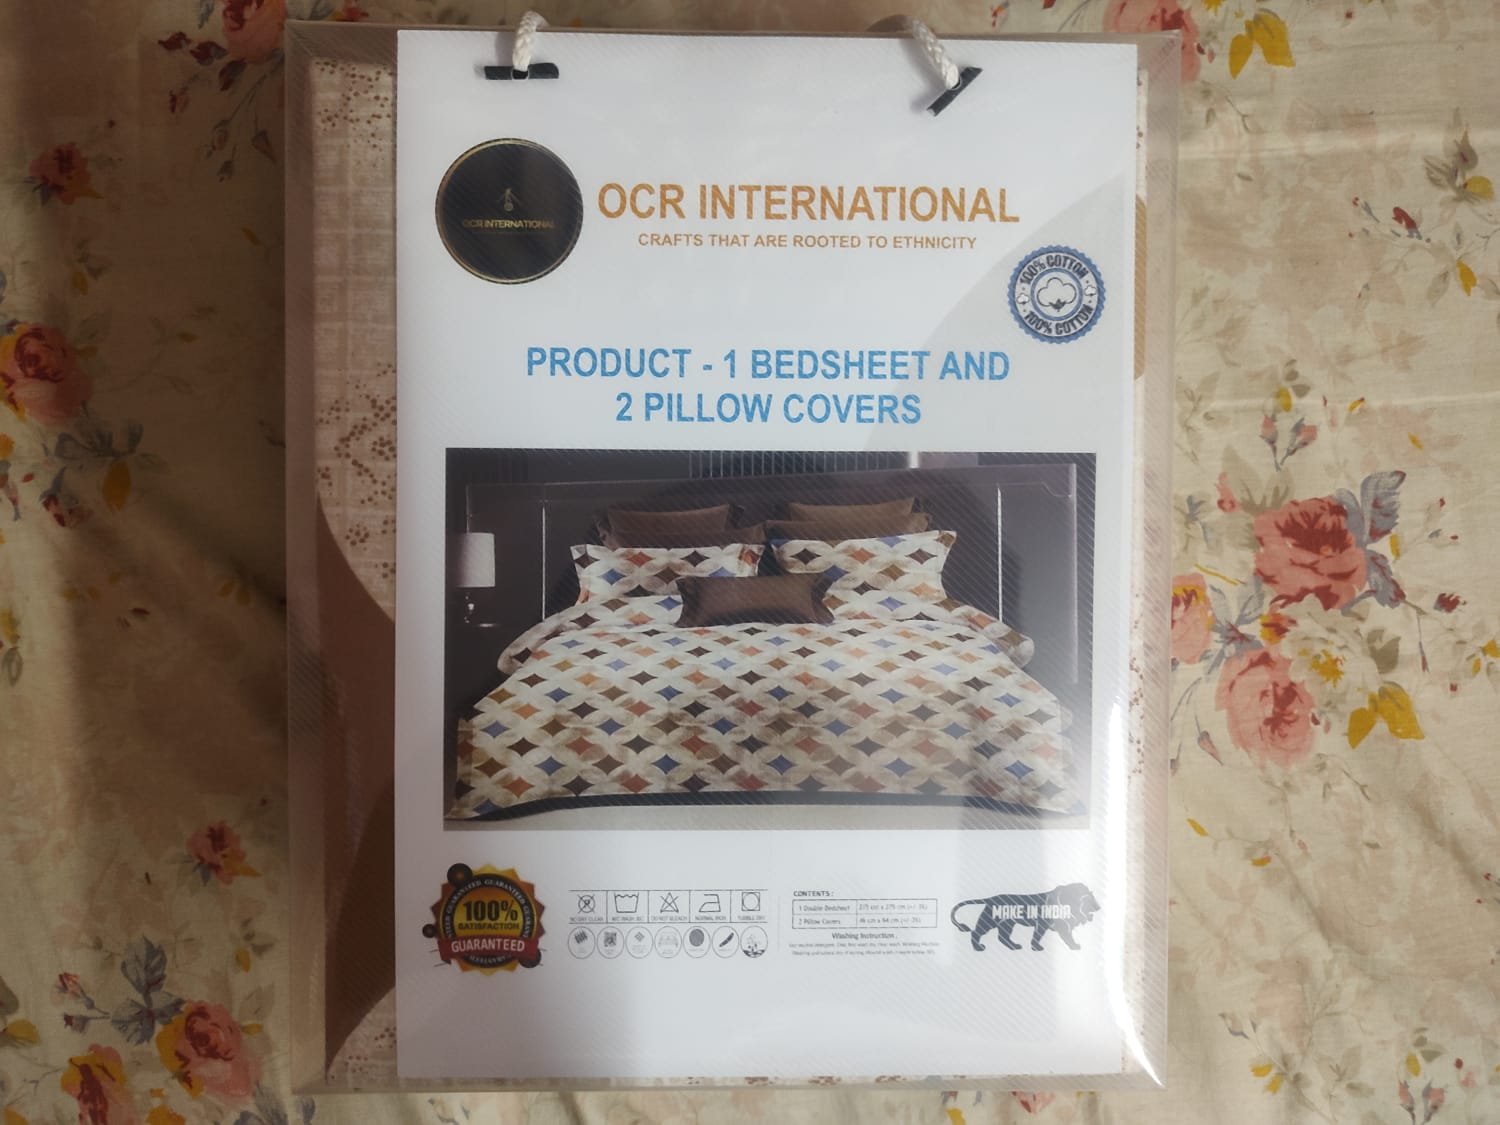 OCR INTERNATIONAL
OCR INTERNATIONAL
CRAFTS THAT ARE ROOTED TO ETHNICITY
100% COTTON
100% COTTON
PRODUCT - 1 BEDSHEET AND
2 PILLOW COVERS
100%
SATISFACTION
GUARANTEED
DO NOT BLEACH
NORMAL IRON
TUMBLE DRY
CONTENTS :
1 Double Bedsheet
2 Pillow Covers
Washing Instruction
MAKE IN INDIA